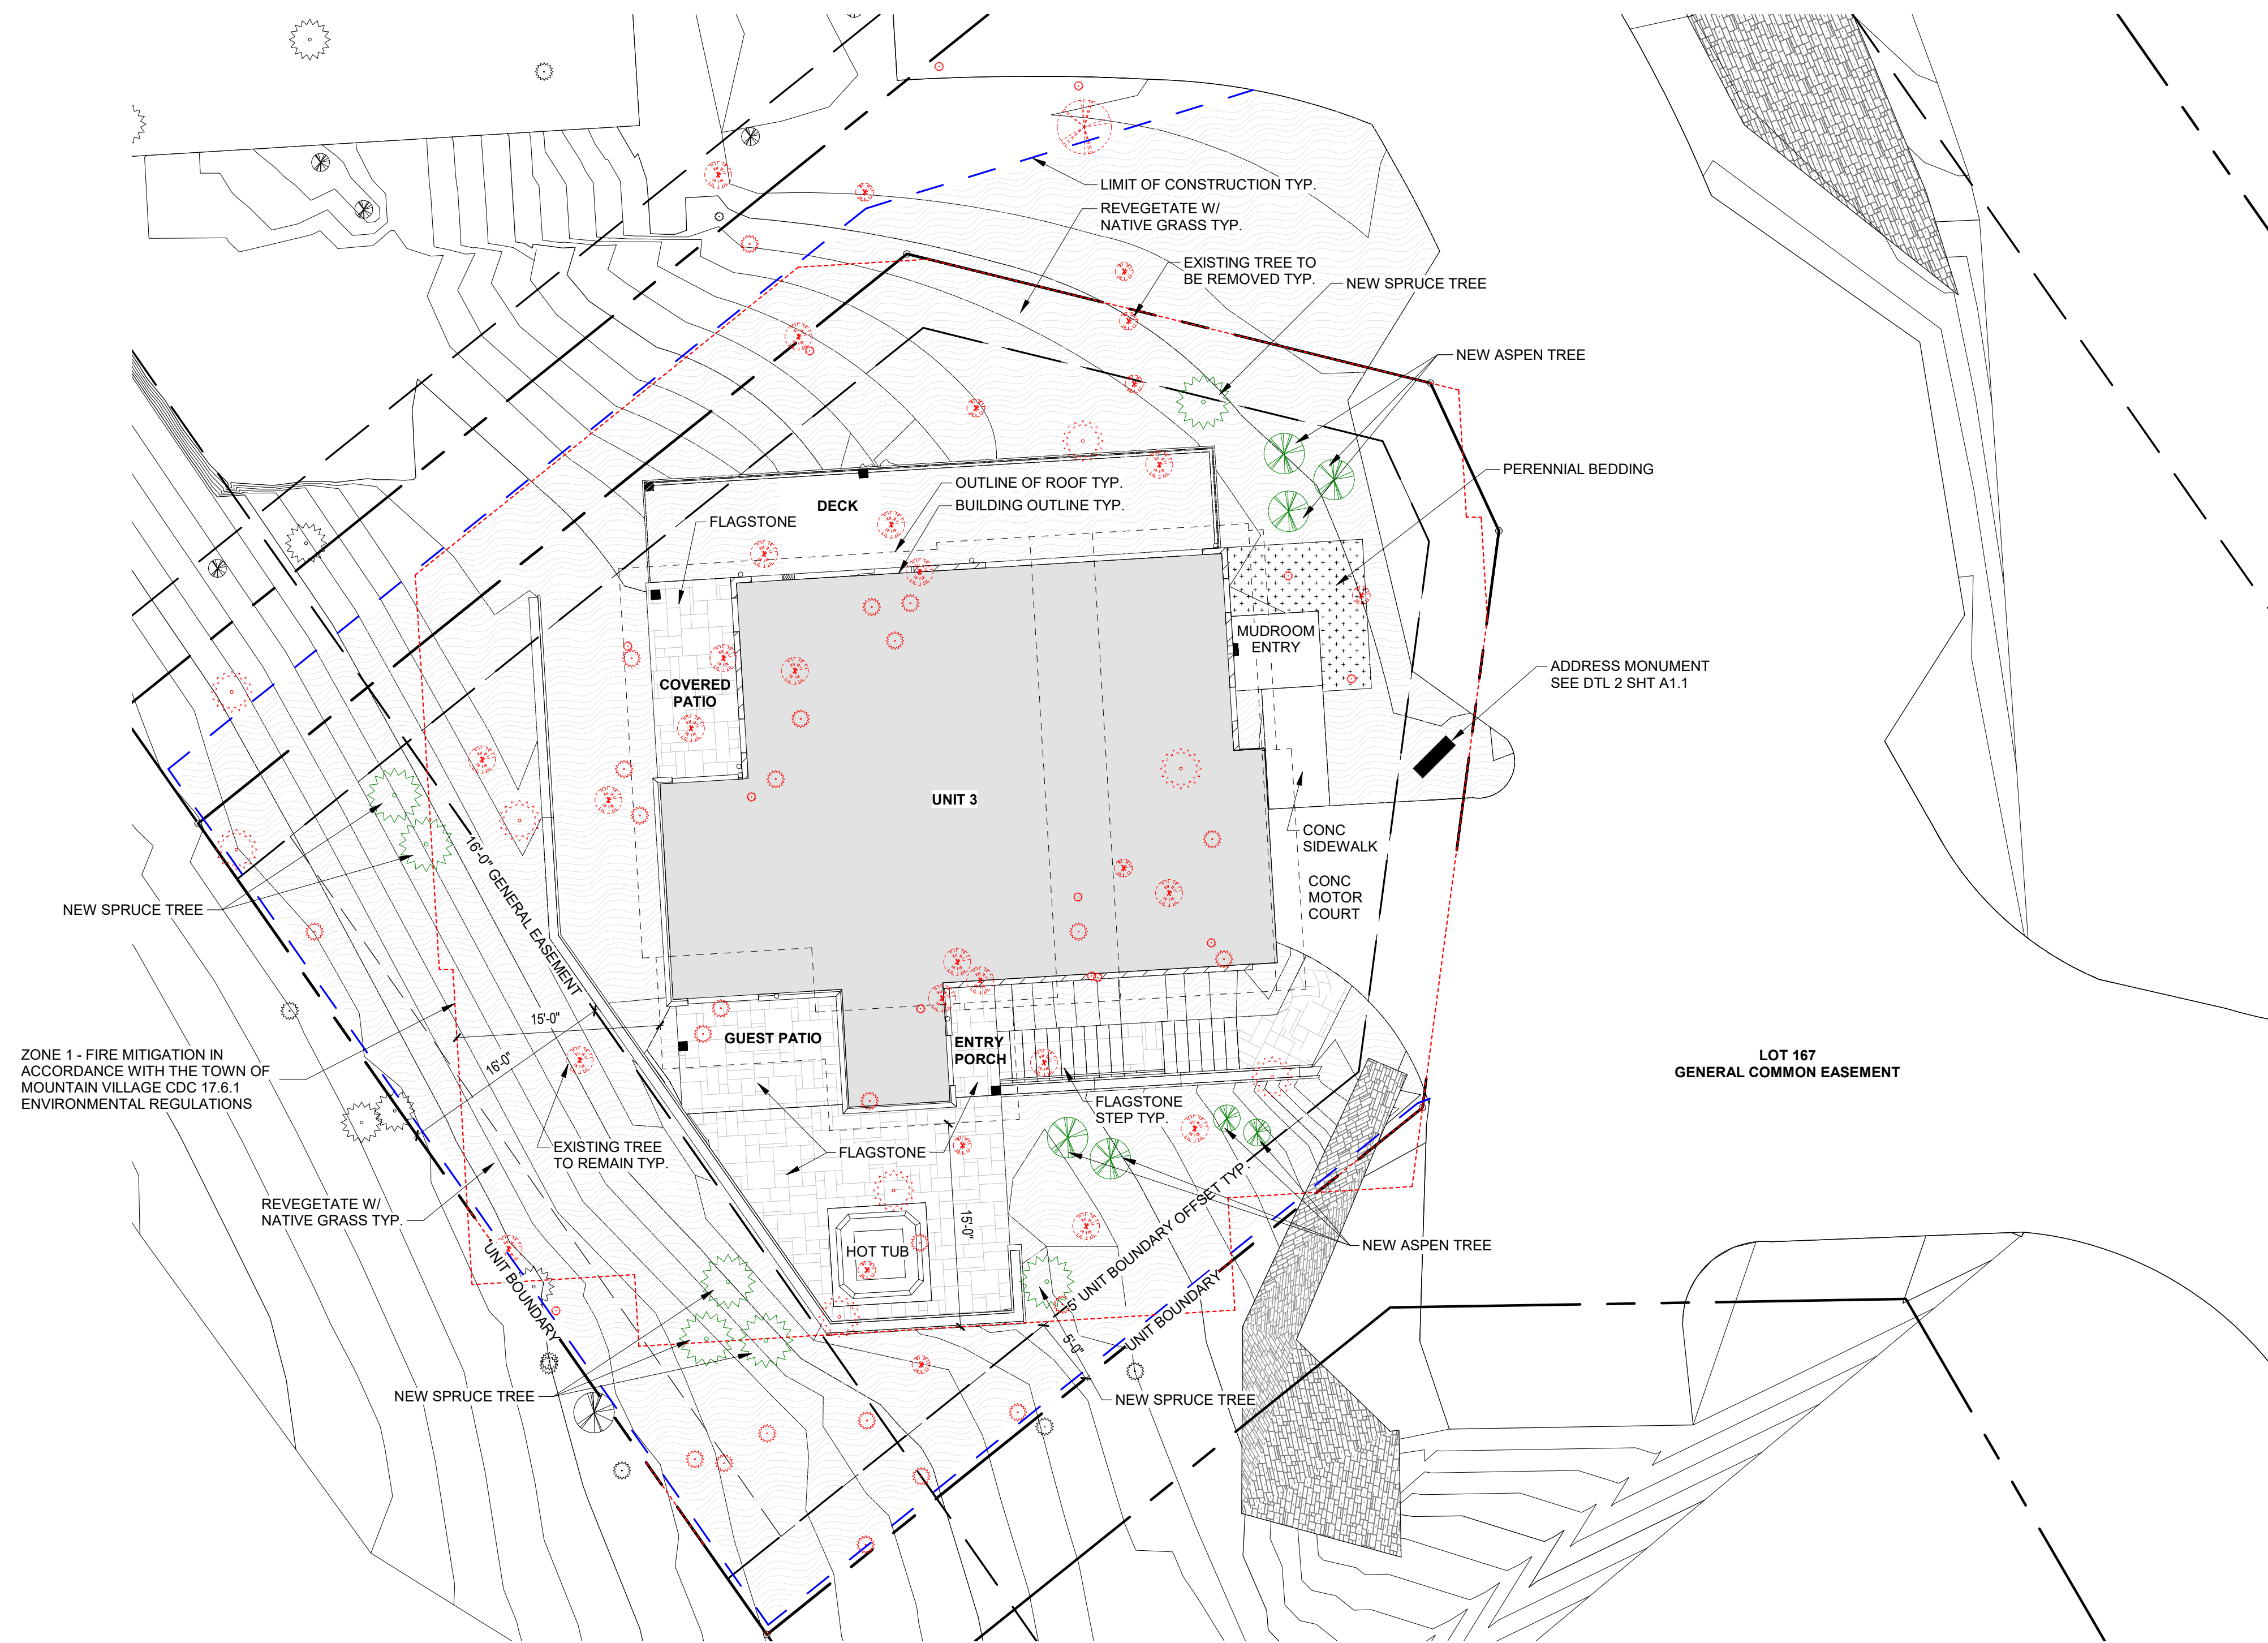 LIMIT OF CONSTRUCTION TYP.
REVEGETATE W/
NATIVE GRASS TYP.
EXISTING TREE TO
BE REMOVED TYP.
NEW SPRUCE TREE
NEW ASPEN TREE
PERENNIAL BEDDING
OUTLINE OF ROOF TYP.
BUILDING OUTLINE TYP.
DECK
FLAGSTONE
MUDROOM
ENTRY
ADDRESS MONUMENT
SEE DTL 2 SHT A1.1
COVERED
PATIO
UNIT 3
CONC
SIDEWALK
CONC
MOTOR
COURT
16'-0" GENERAL EASEMENT
NEW SPRUCE TREE
15'-0"
16'-0"
GUEST PATIO
ENTRY
PORCH
ZONE 1 - FIRE MITIGATION IN
ACCORDANCE WITH THE TOWN OF
MOUNTAIN VILLAGE CDC 17.6.1
ENVIRONMENTAL REGULATIONS
LOT 167
GENERAL COMMON EASEMENT
FLAGSTONE
STEP TYP.
EXISTING TREE
TO REMAIN TYP.
FLAGSTONE
REVEGETATE W/
NATIVE GRASS TYP.
15'-0"
HOT TUB
NEW ASPEN TREE
5' UNIT BOUNDARY OFFSET TYP.
UNIT BOUNDARY
UNIT BOUNDARY
5'-0"
NEW SPRUCE TREE
NEW SPRUCE TREE